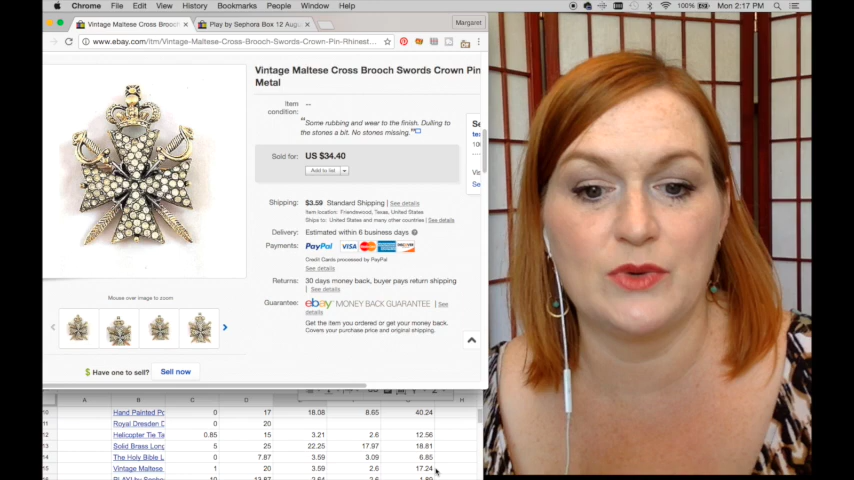 Chrome File Edit View History Bookmarks People Window Help 100% Mon 2:17 PM
Vintage Maltese Cross Brooch
Play by Sephora Box 12 Augu
Margaret
www.ebay.com/itm/Vintage-Maltese-Cross-Brooch-Swords-Crown-Pin-Rhinest...
Vintage Maltese Cross Brooch Swords Crown Pin
Metal
Item condition: --
"Some rubbing and wear to the finish. Dulling to
the stones a bit. No stones missing."
Sold for: US $34.40
Add to list
Shipping: $3.59 Standard Shipping | See details
Item location: Friendswood, Texas, United States
Ships to: United States and many other countries | See details
Delivery: Estimated within 6 business days
Payments: PayPal VISA
Credit Cards processed by PayPal
See details
Returns: 30 days money back, buyer pays return shipping
| See details
Guarantee: ebay MONEY BACK GUARANTEE | See
details
Get the item you ordered or get your money back.
Covers your purchase price and original shipping.
Mouse over image to zoom
$ Have one to sell? Sell now
A B C D H
10 Hand Painted Po 0 17 18.08 8.65 40.24
11 Royal Dresden D 0 20
12 Helicopter Tie Ta 0.85 15 3.21 2.6 12.56
13 Solid Brass Long 5 25 22.25 17.97 18.81
14 The Holy Bible L 0 7.87 3.59 3.09 6.85
15 Vintage Maltese 1 20 3.59 2.6 17.24